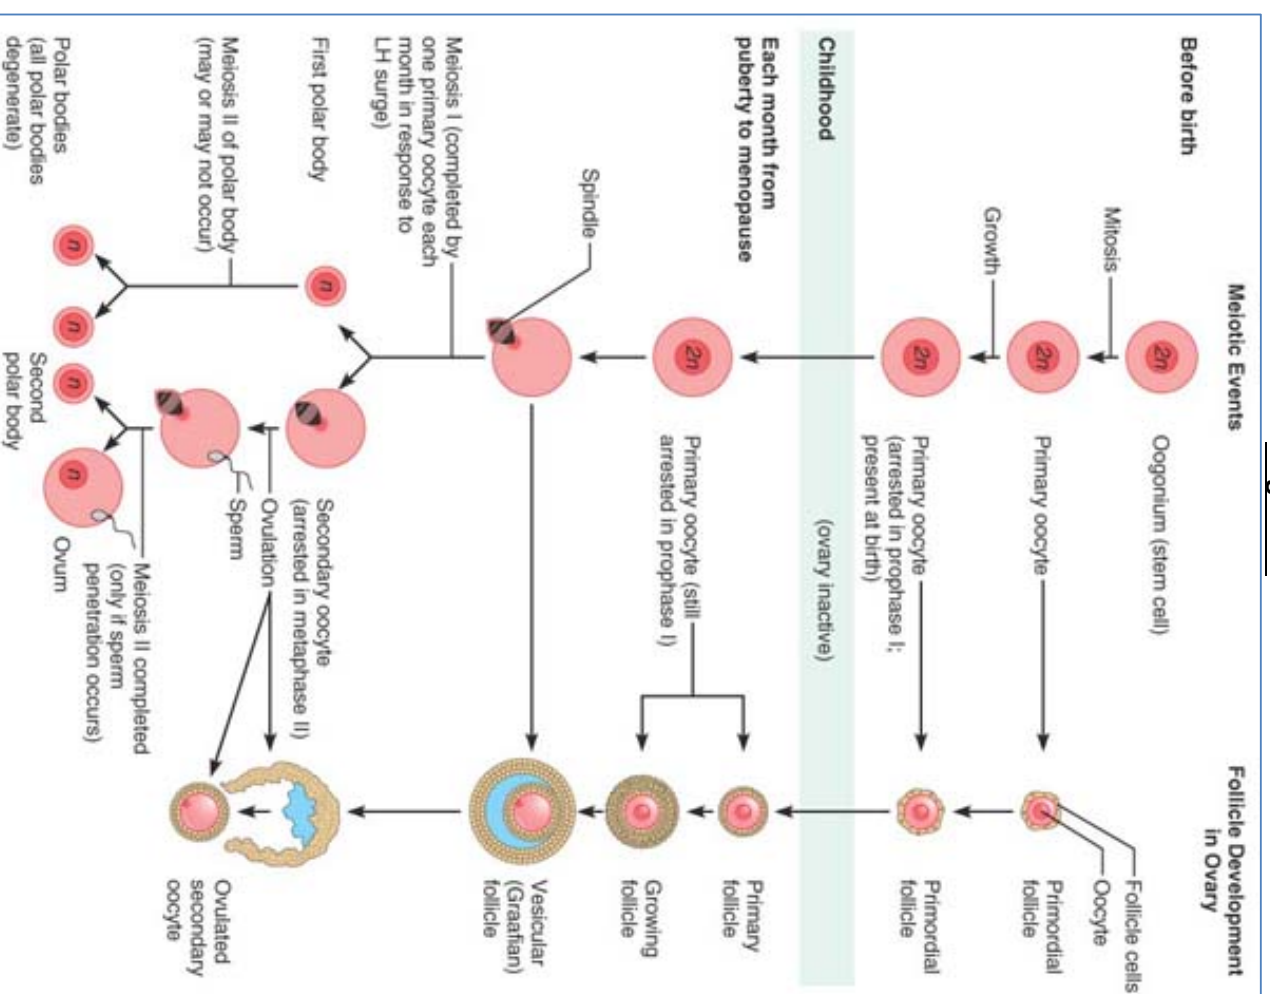 Meiotic Events
Follicle Development
in Ovary
Before birth
Follicle cells
Oocyte
2n
Oogonium (stem cell)
Mitosis
2n
Primary oocyte
Primordial
follicle
Growth
2n
Primary oocyte
(arrested in prophase I;
present at birth)
Primordial
follicle
Childhood
(ovary inactive)
Each month from
puberty to menopause
2n
Primary oocyte (still
arrested in prophase I)
Primary
follicle
Growing
follicle
Spindle
Vesicular
(Graafian)
follicle
Meiosis I (completed by
one primary oocyte each
month in response to
LH surge)
First polar body
n
Secondary oocyte
(arrested in metaphase II)
Ovulation
Sperm
Meiosis II of polar body
(may or may not occur)
Ovulated
secondary
oocyte
Meiosis II completed
(only if sperm
penetration occurs)
Polar bodies
(all polar bodies
degenerate)
n
n
n
n
Second
polar body
Ovum